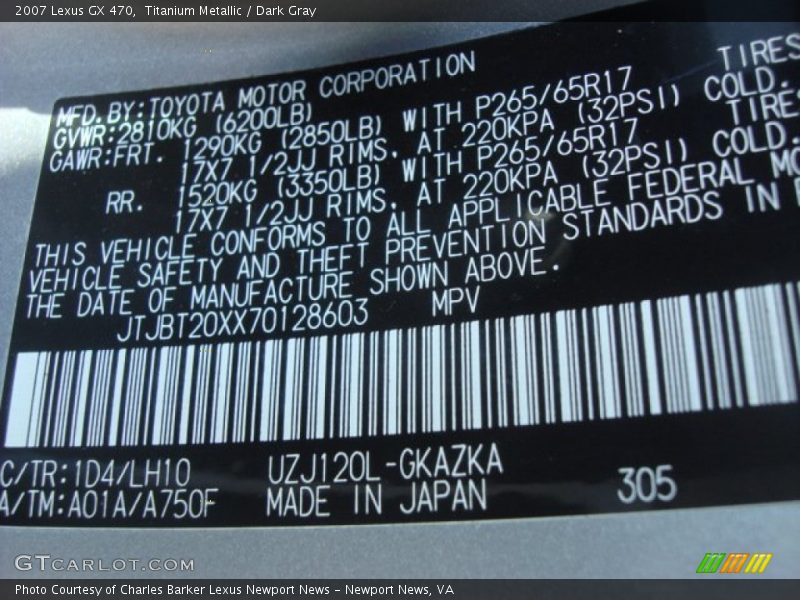 2007 Lexus GX 470, Titanium Metallic / Dark Gray
MFD.BY:TOYOTA MOTOR CORPORATION
GVWR:2810KG (6200LB)
GAWR:FRT. 1290KG (2850LB) WITH P265/65R17 TIRES
17X7 1/2JJ RIMS, AT 220KPA (32PSI) COLD.
RR. 1520KG (3350LB) WITH P265/65R17 TIRES
17X7 1/2JJ RIMS, AT 220KPA (32PSI) COLD.
THIS VEHICLE CONFORMS TO ALL APPLICABLE FEDERAL
VEHICLE SAFETY AND THEFT PREVENTION STANDARDS IN
THE DATE OF MANUFACTURE SHOWN ABOVE.
JTJBT20XX70128603 MPV
C/TR:1D4/LH10 UZJ120L-GKAZKA
A/TM:A01A/A750F MADE IN JAPAN 305
GTCARLOT.COM
Photo Courtesy of Charles Barker Lexus Newport News – Newport News, VA